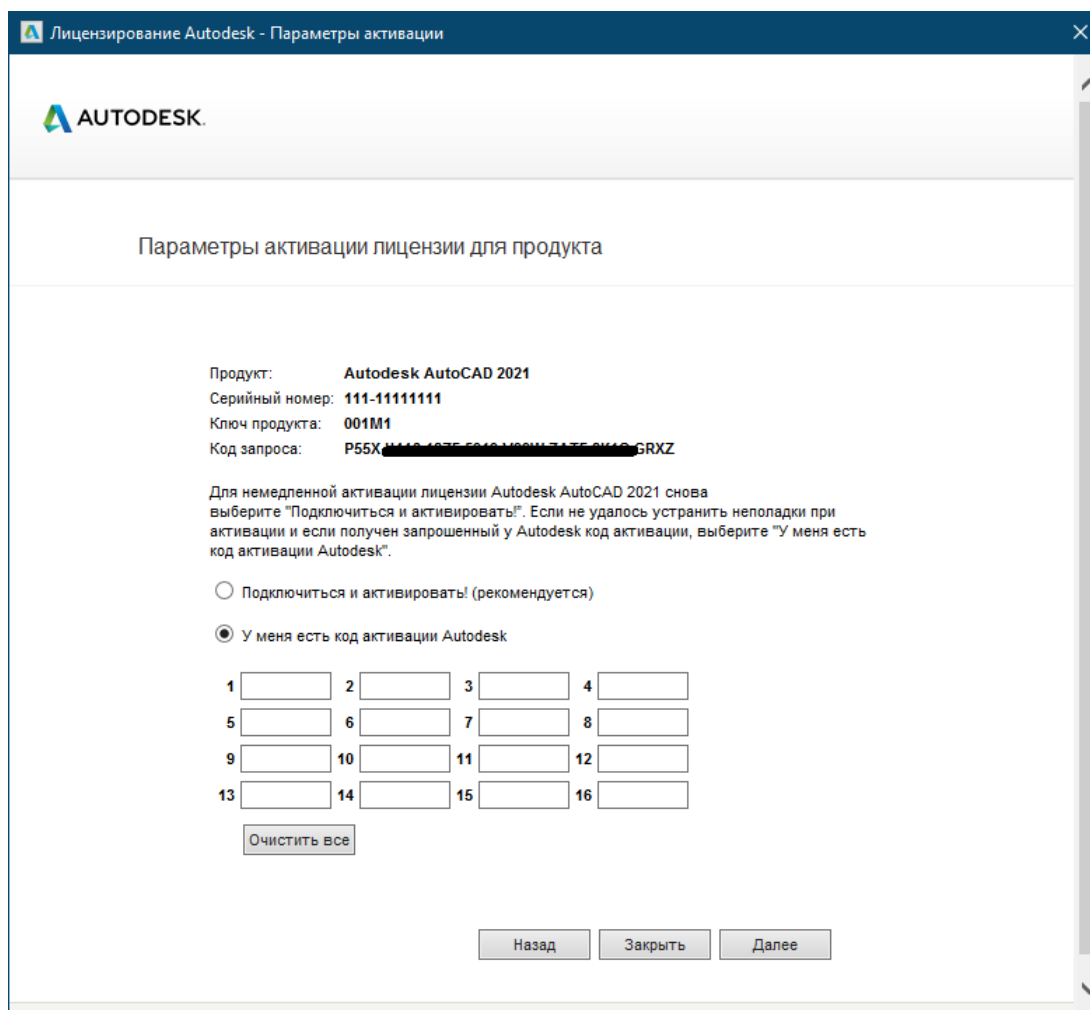 Лицензирование Autodesk - Параметры активации
AUTODESK.
Параметры активации лицензии для продукта
Продукт: Autodesk AutoCAD 2021
Серийный номер: 111-11111111
Ключ продукта: 001M1
Код запроса: P55X GRXZ
Для немедленной активации лицензии Autodesk AutoCAD 2021 снова
выберите "Подключиться и активировать!". Если не удалось устранить неполадки при
активации и если получен запрошенный у Autodesk код активации, выберите "У меня есть
код активации Autodesk".
Подключиться и активировать! (рекомендуется)
У меня есть код активации Autodesk
1 2 3 4
5 6 7 8
9 10 11 12
13 14 15 16
Очистить все
Назад Закрыть Далее